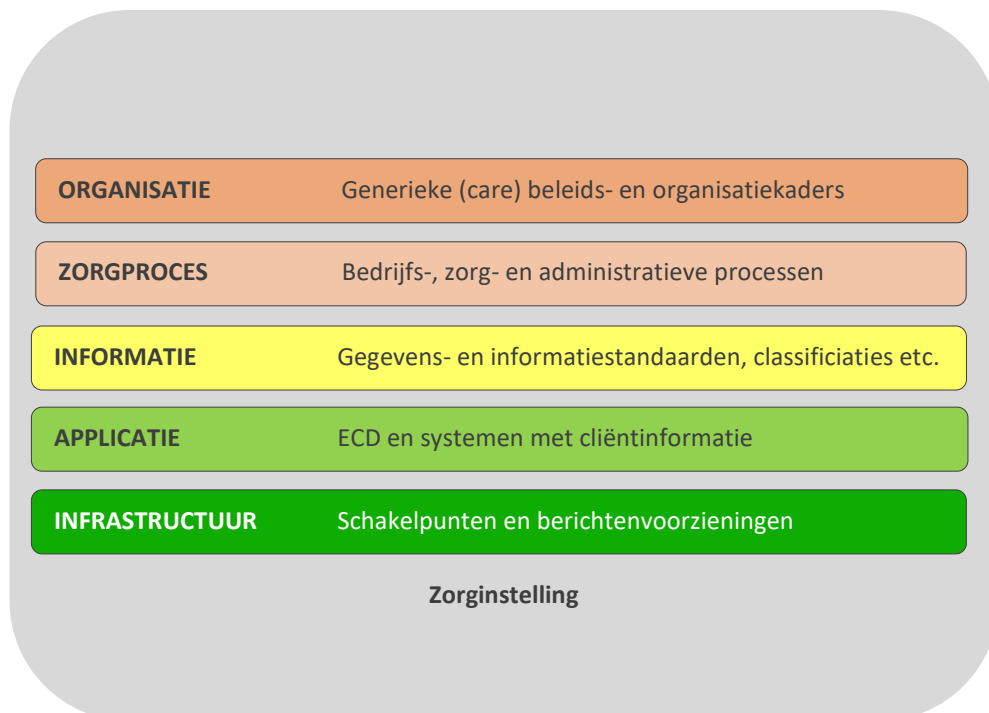 ORGANISATIE Generieke (care) beleids- en organisatiekaders
ZORGPROCES Bedrijfs-, zorg- en administratieve processen
INFORMATIE Gegevens- en informatiestandaarden, classificiaties etc.
APPLICATIE ECD en systemen met cliëntinformatie
INFRASTRUCTUUR Schakelpunten en berichtenvoorzieningen
Zorginstelling